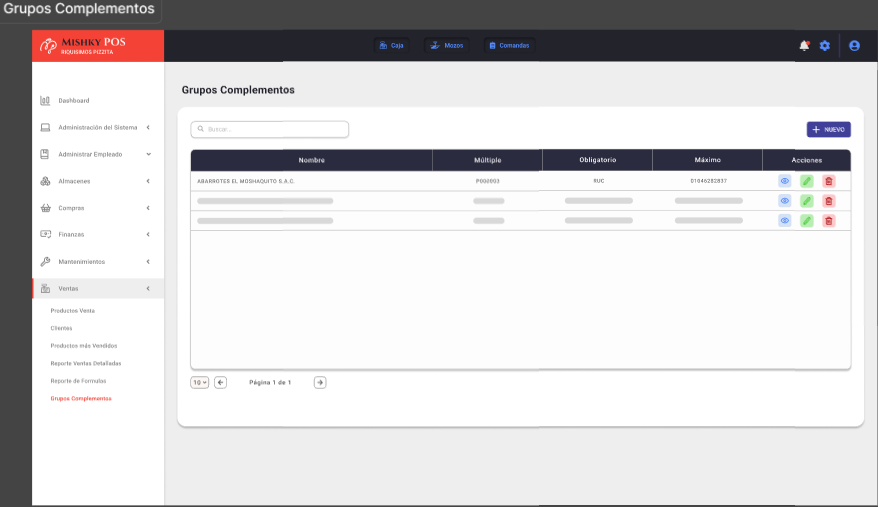 Grupos Complementos
MISHKY POS
RIQUISIMOS PIZZITA
Caja
Mozos
Comandas
Dashboard
Administración del Sistema
Administrar Empleado
Almacenes
Compras
Finanzas
Mantenimientos
Ventas
Productos Venta
Clientes
Productos más Vendidos
Reporte Ventas Detalladas
Reporte de Formulas
Grupos Complementos
Grupos Complementos
Buscar...
NUEVO
Nombre Múltiple Obligatorio Máximo Acciones
ABARROTES EL MOSHAQUITO S.A.C. P000003 RUC 01046282837
10 Página 1 de 1